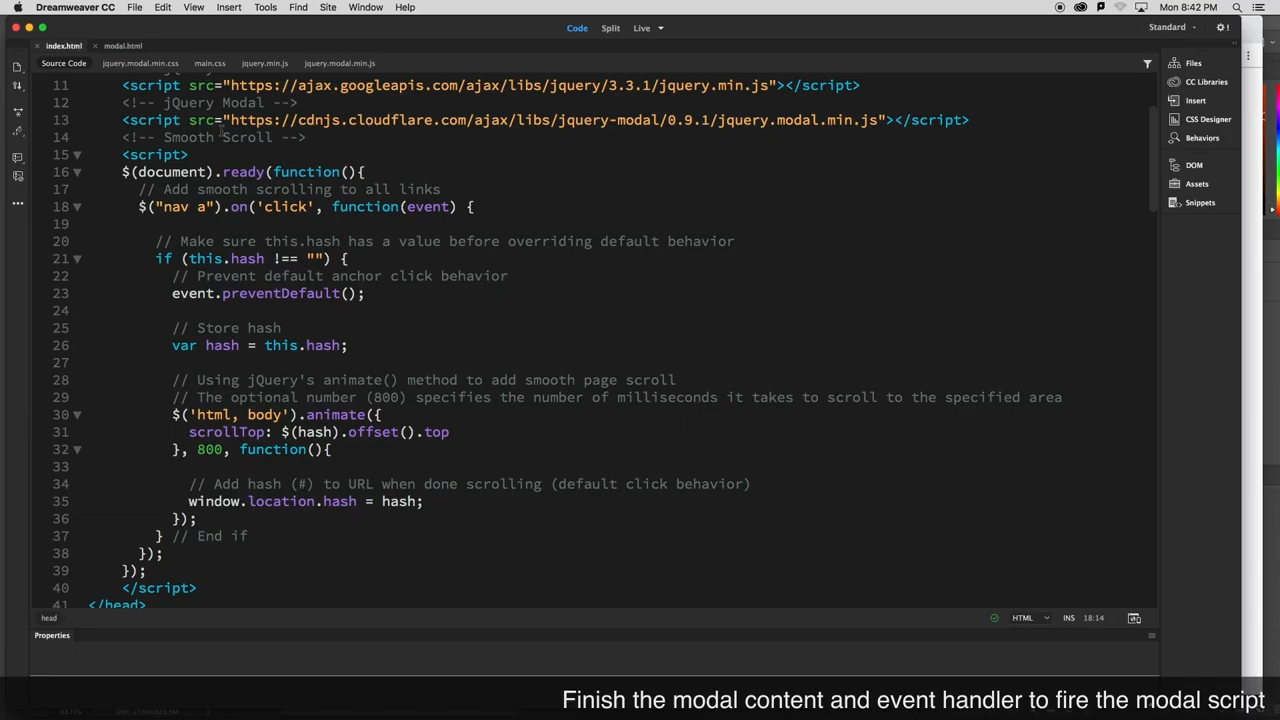 Dreamweaver CC File Edit View Insert Tools Find Site Window Help Mon 8:42 PM
Code Split Live Standard
index.html modal.html
Source Code jquery.modal.min.css main.css jquery.min.js jquery.modal.min.js
11 <script src="https://ajax.googleapis.com/ajax/libs/jquery/3.3.1/jquery.min.js"></script>
12 <!-- jQuery Modal -->
13 <script src="https://cdnjs.cloudflare.com/ajax/libs/jquery-modal/0.9.1/jquery.modal.min.js"></script>
14 <!-- Smooth Scroll -->
15 <script>
16 $(document).ready(function(){
17 // Add smooth scrolling to all links
18 $("nav a").on('click', function(event) {
19
20 // Make sure this.hash has a value before overriding default behavior
21 if (this.hash !== "") {
22 // Prevent default anchor click behavior
23 event.preventDefault();
24
25 // Store hash
26 var hash = this.hash;
27
28 // Using jQuery's animate() method to add smooth page scroll
29 // The optional number (800) specifies the number of milliseconds it takes to scroll to the specified area
30 $('html, body').animate({
31 scrollTop: $(hash).offset().top
32 }, 800, function(){
33
34 // Add hash (#) to URL when done scrolling (default click behavior)
35 window.location.hash = hash;
36 });
37 } // End if
38 });
39 });
40 </script>
41 </head>
Files
CC Libraries
Insert
CSS Designer
Behaviors
DOM
Assets
Snippets
head HTML INS 18:14
Properties
Finish the modal content and event handler to fire the modal script